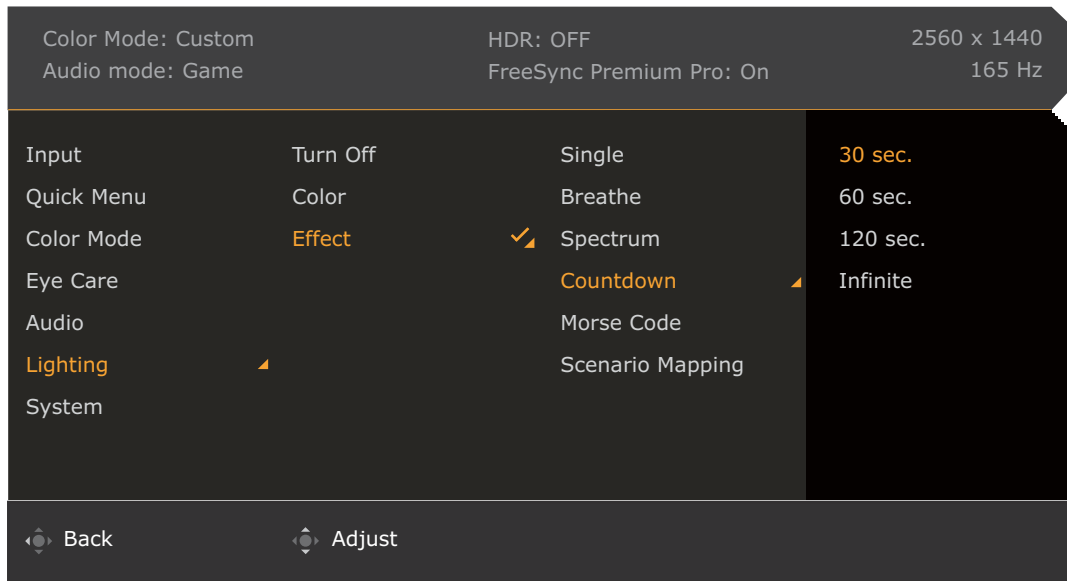 Color Mode: Custom
HDR: OFF
2560 x 1440
Audio mode: Game
FreeSync Premium Pro: On
165 Hz
Input
Quick Menu
Color Mode
Eye Care
Audio
Lighting
System
Turn Off
Color
Effect
Single
Breathe
Spectrum
Countdown
Morse Code
Scenario Mapping
30 sec.
60 sec.
120 sec.
Infinite
Back
Adjust